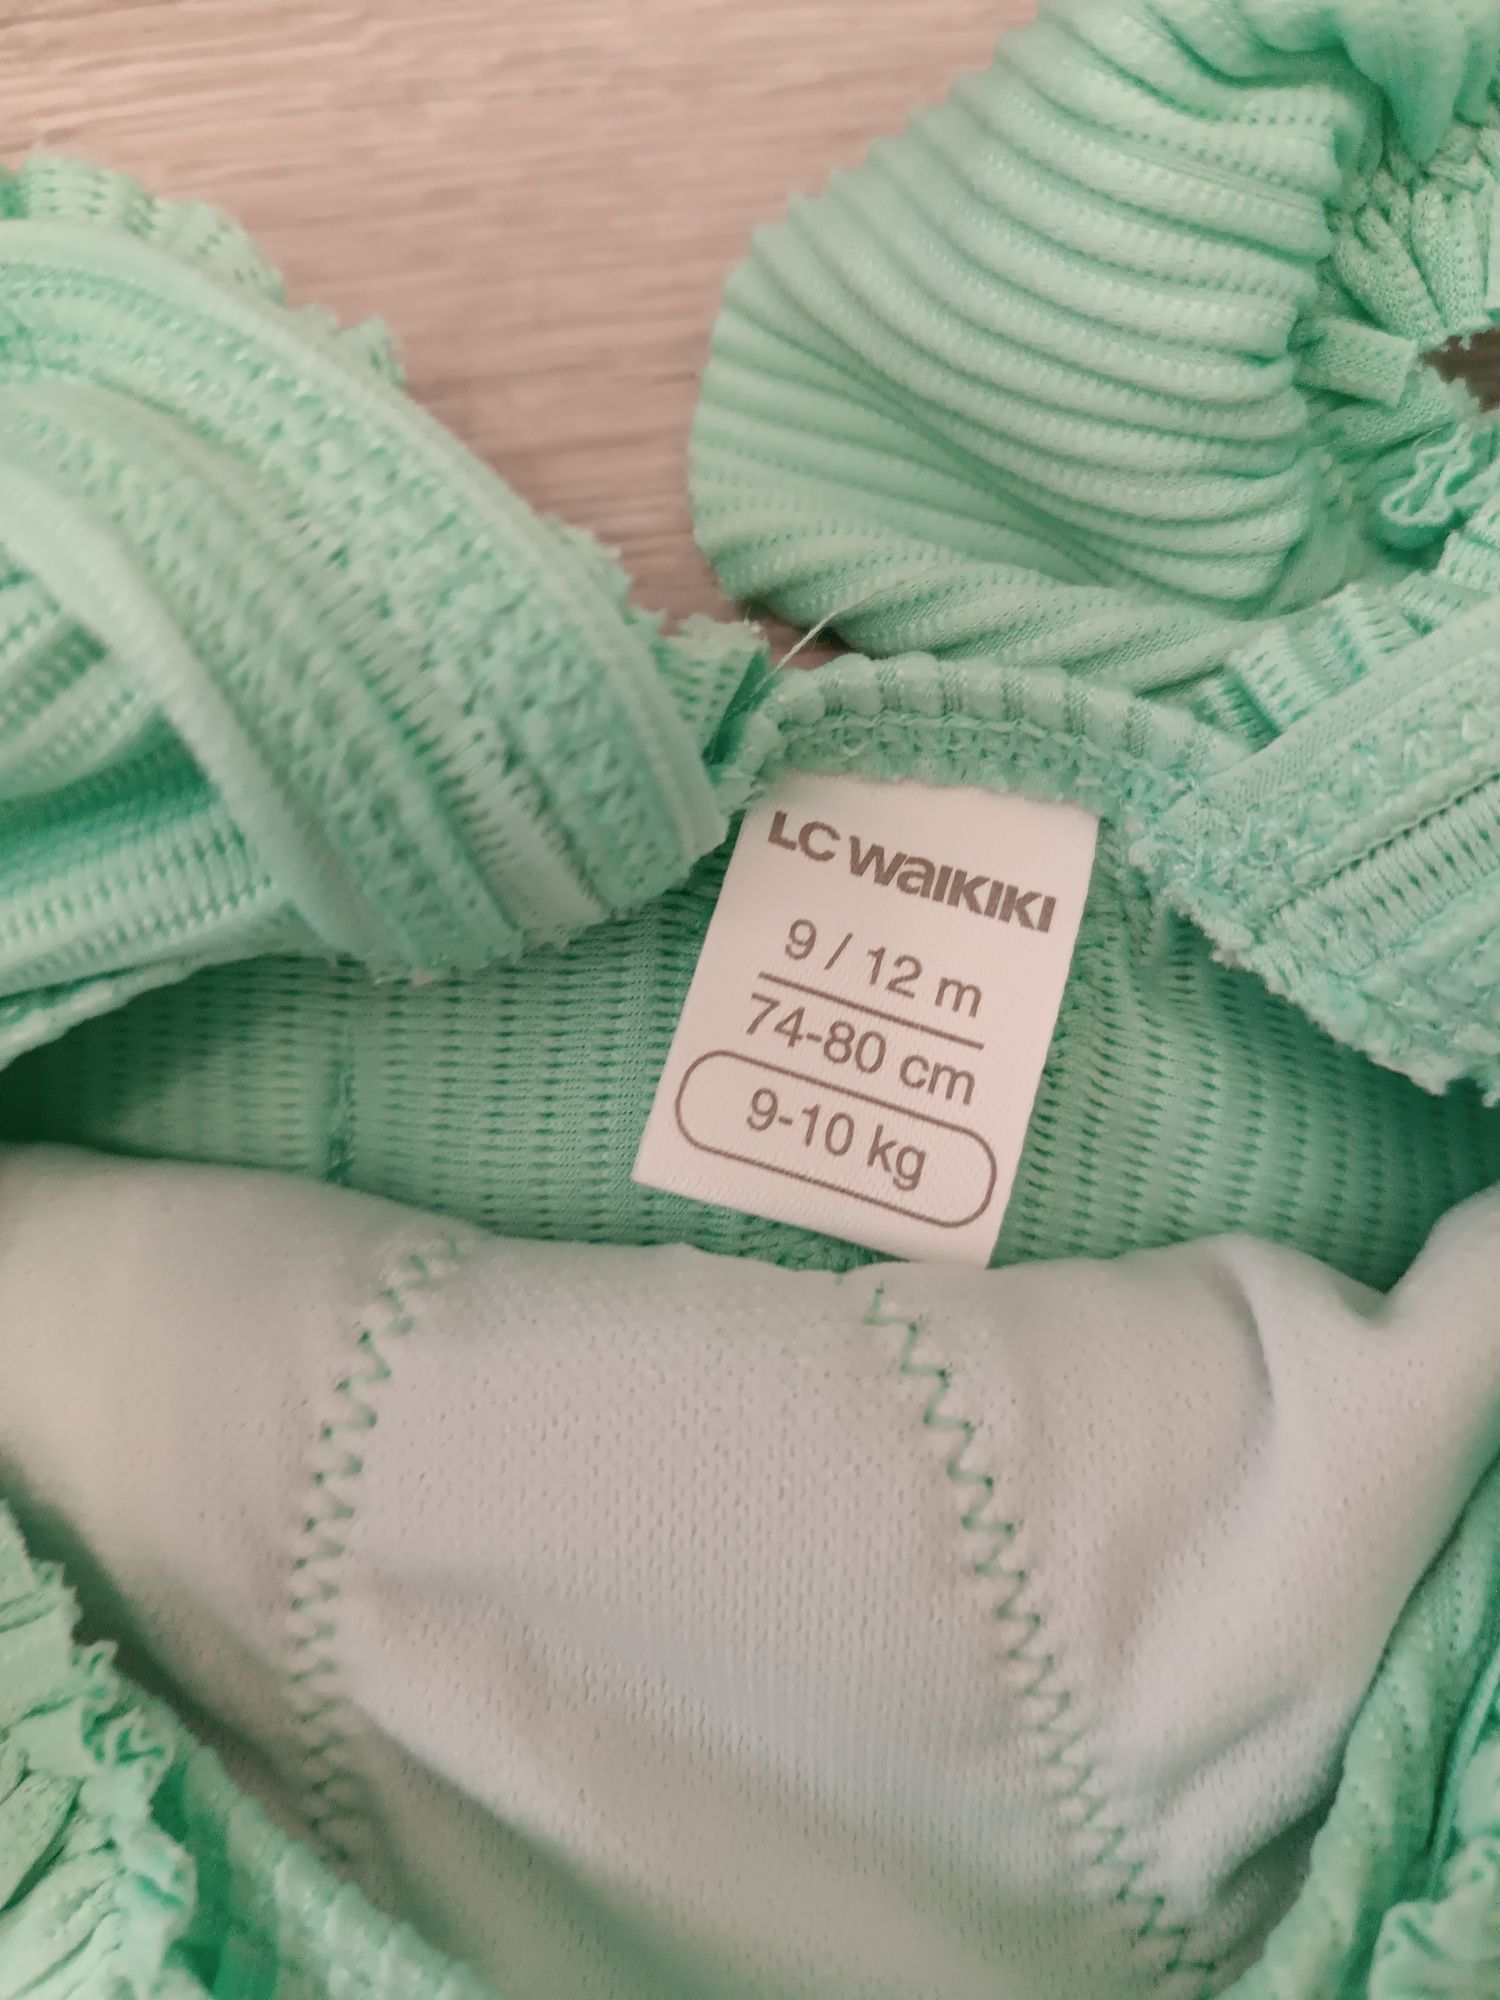 LC WAIKIKI
9 / 12 m
74-80 cm
9-10 kg